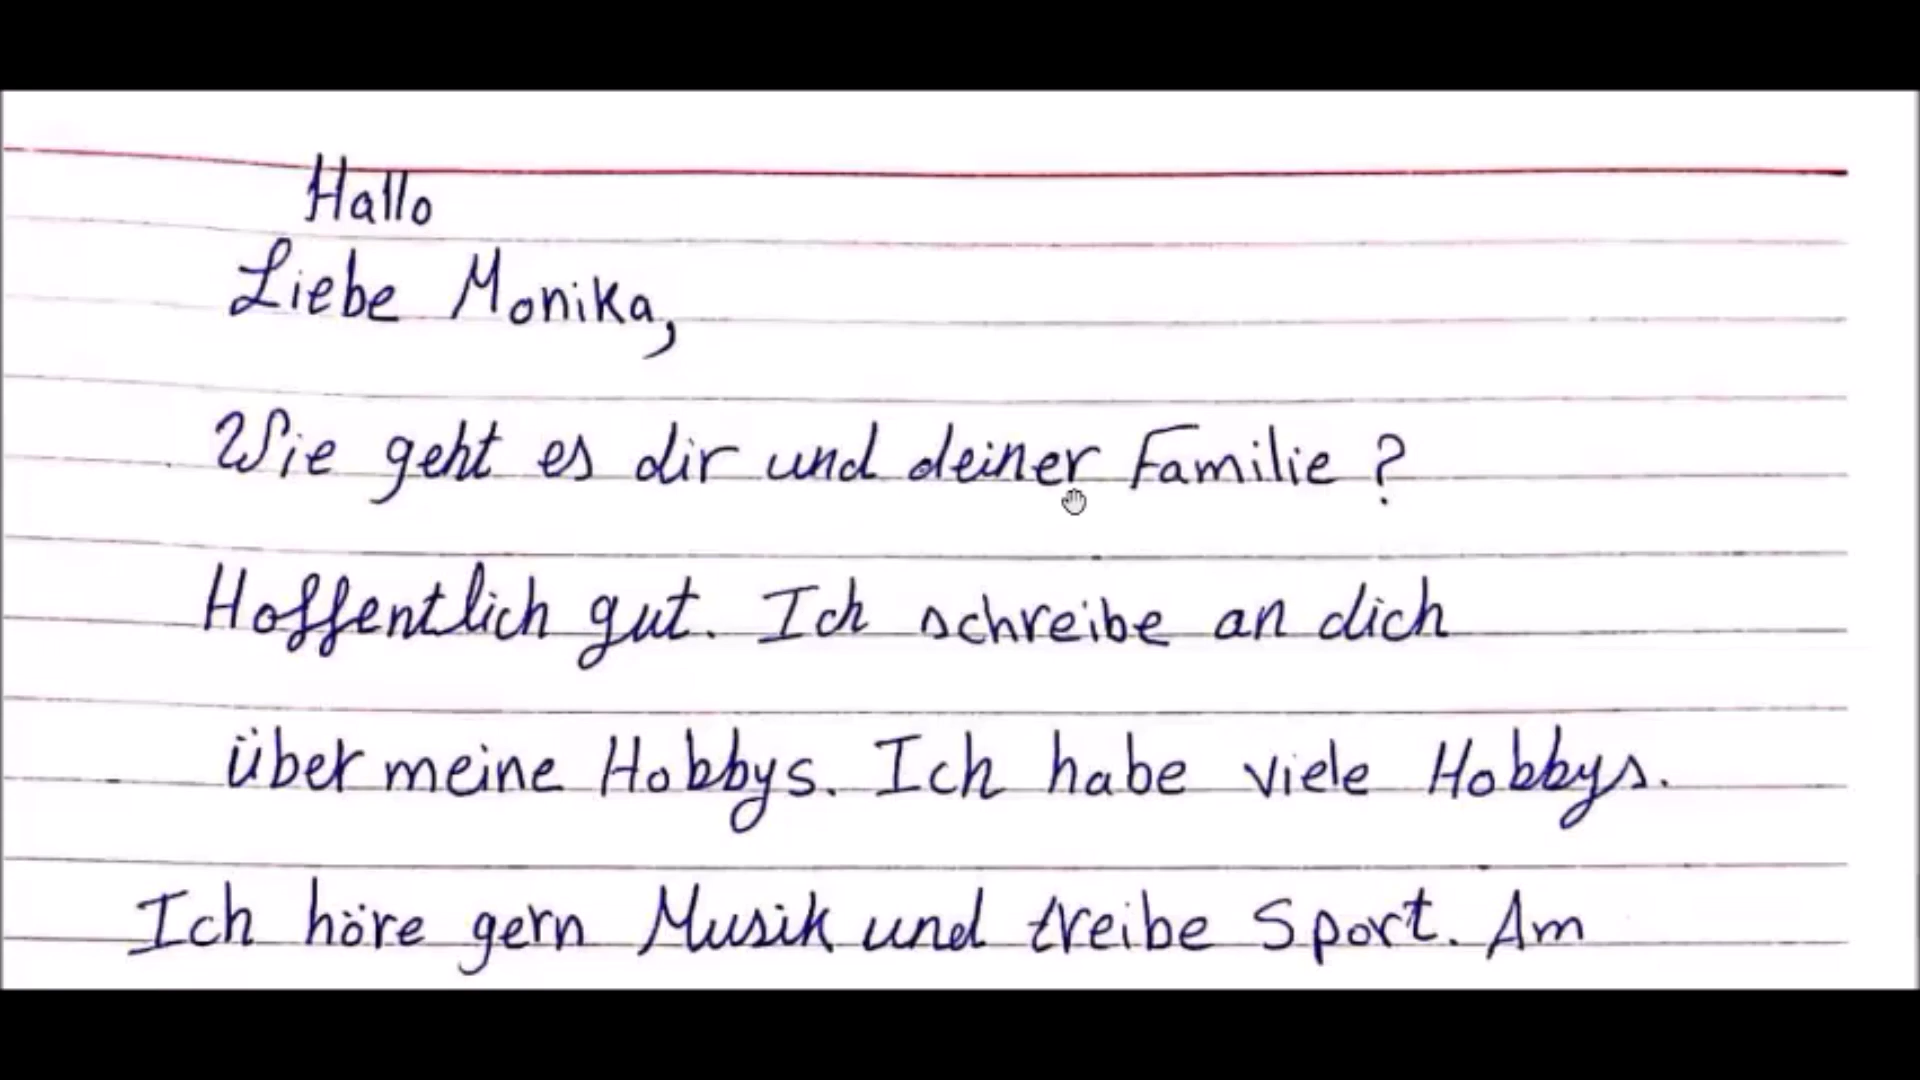 Hallo
Liebe Monika,
Wie geht es dir und deiner Familie ?
Hoffentlich gut. Ich schreibe an dich
über meine Hobbys. Ich habe viele Hobbys.
Ich höre gern Musik und treibe Sport. Am